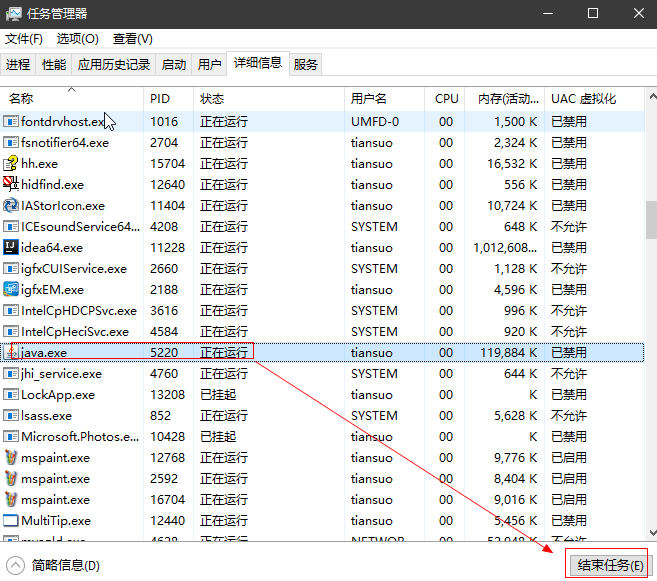 任务管理器
文件(F) 选项(O) 查看(V)
进程 性能 应用历史记录 启动 用户 详细信息 服务
名称 PID 状态 用户名 CPU 内存(活动... UAC 虚拟化
fontdrvhost.ex 1016 正在运行 UMFD-0 00 1,500 K 已禁用
fsnotifier64.exe 2704 正在运行 tiansuo 00 2,324 K 已禁用
hh.exe 15704 正在运行 tiansuo 00 16,532 K 已禁用
hidfind.exe 12640 正在运行 tiansuo 00 556 K 已禁用
IAStorIcon.exe 11404 正在运行 tiansuo 00 10,724 K 已禁用
ICEsoundService64... 4208 正在运行 SYSTEM 00 648 K 不允许
idea64.exe 11228 正在运行 tiansuo 00 1,012,608... 已禁用
igfxCUIService.exe 2660 正在运行 SYSTEM 00 1,128 K 不允许
igfxEM.exe 2188 正在运行 tiansuo 00 4,596 K 已禁用
IntelCpHDCPSvc.exe 3616 正在运行 SYSTEM 00 996 K 不允许
IntelCpHeciSvc.exe 4584 正在运行 SYSTEM 00 920 K 不允许
java.exe 5220 正在运行 tiansuo 00 119,884 K 已禁用
jhi_service.exe 4760 正在运行 SYSTEM 00 644 K 不允许
LockApp.exe 13208 已挂起 tiansuo 00 K 已禁用
lsass.exe 852 正在运行 SYSTEM 00 5,628 K 不允许
Microsoft.Photos.e... 10428 已挂起 tiansuo 00 K 已禁用
mspaint.exe 12768 正在运行 tiansuo 00 9,776 K 已启用
mspaint.exe 2592 正在运行 tiansuo 00 8,404 K 已启用
mspaint.exe 16704 正在运行 tiansuo 00 9,016 K 已启用
MultiTip.exe 12440 正在运行 tiansuo 00 5,456 K 已禁用
简略信息(D) 结束任务(E)